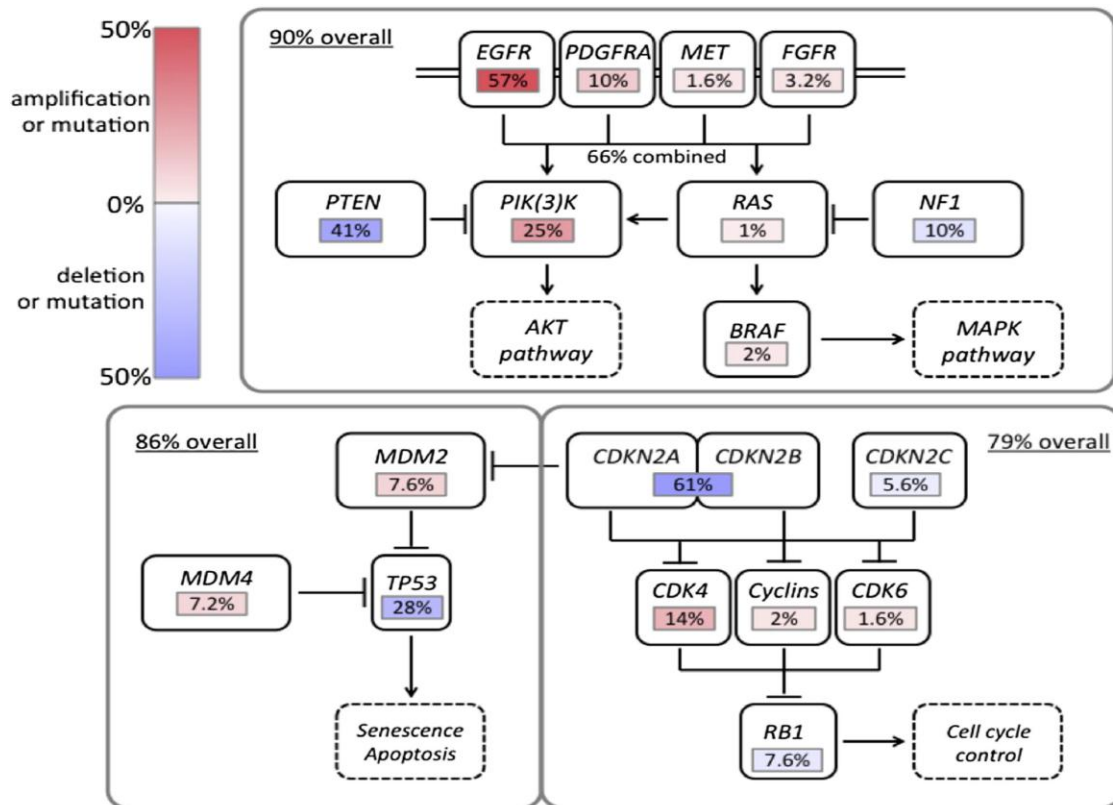 50%
amplification
or mutation
0%
deletion
or mutation
50%
90% overall
EGFR
57%
PDGFRA
10%
MET
1.6%
FGFR
3.2%
66% combined
PTEN
41%
PIK(3)K
25%
RAS
1%
NF1
10%
AKT
pathway
BRAF
2%
MAPK
pathway
86% overall
MDM2
7.6%
MDM4
7.2%
TP53
28%
Senescence
Apoptosis
79% overall
CDKN2A
CDKN2B
61%
CDKN2C
5.6%
CDK4
14%
Cyclins
2%
CDK6
1.6%
RB1
7.6%
Cell cycle
control